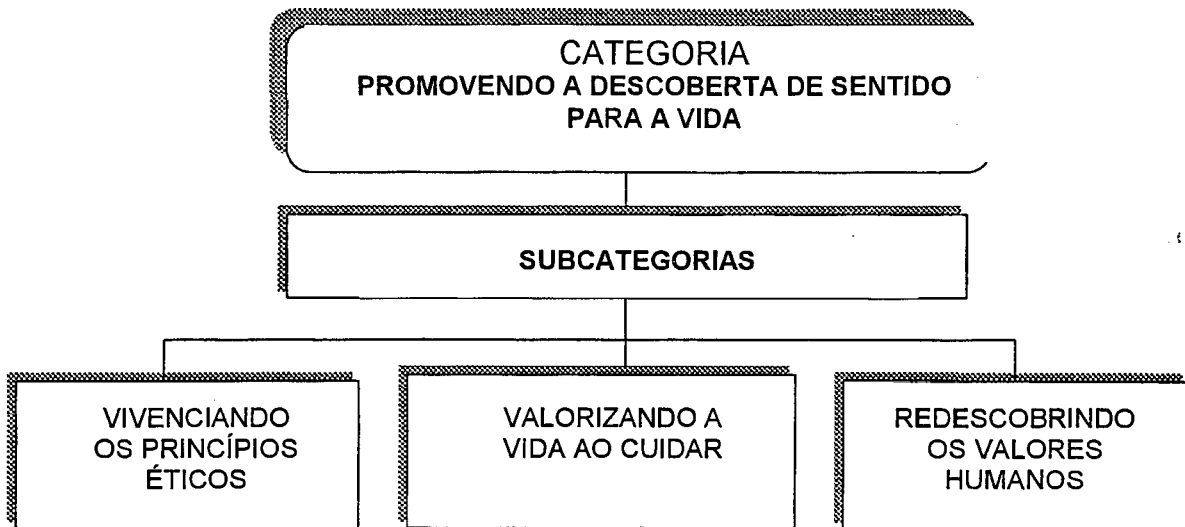 CATEGORIA
PROMOVENDO A DESCOBERTA DE SENTIDO
PARA A VIDA
SUBCATEGORIAS
VIVENCIANDO
OS PRINCÍPIOS
ÉTICOS
VALORIZANDO A
VIDA AO CUIDAR
REDESCOBRINDO
OS VALORES
HUMANOS